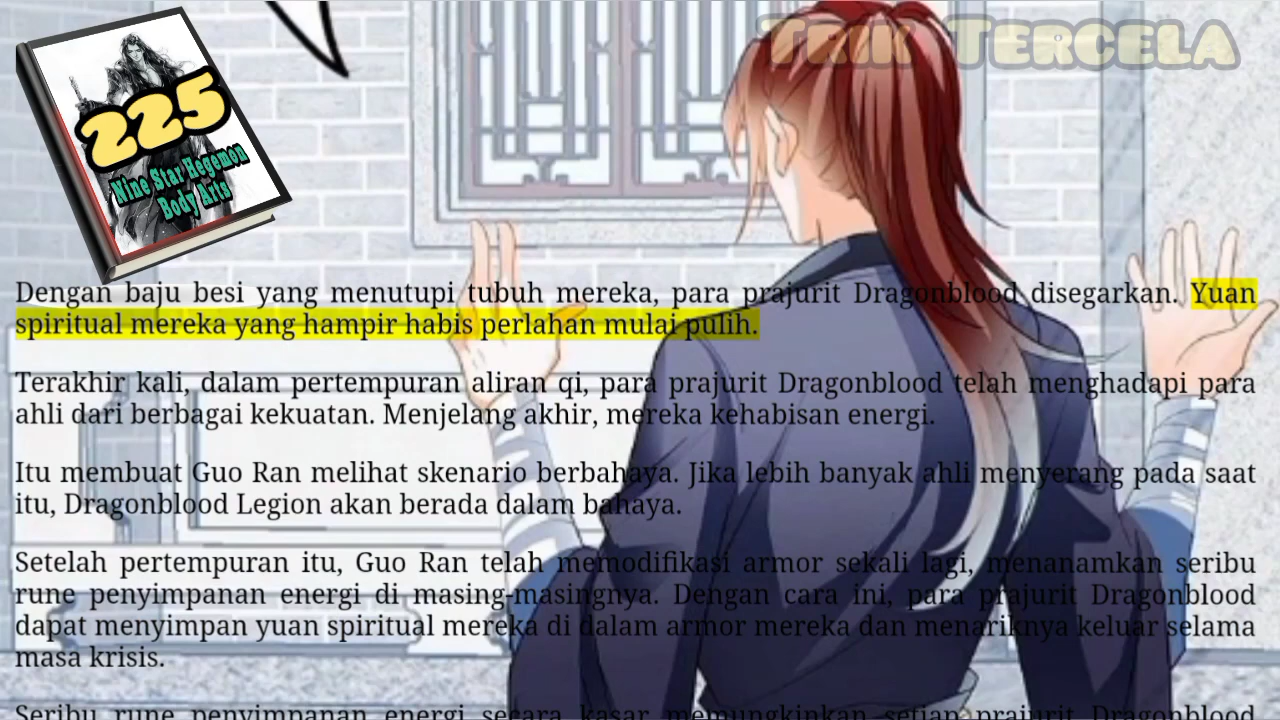 Trik Tercela
225
Nine Star Hegemon
Body Arts
Dengan baju besi yang menutupi tubuh mereka, para prajurit Dragonblood disegarkan. Yuan
spiritual mereka yang hampir habis perlahan mulai pulih.
Terakhir kali, dalam pertempuran aliran qi, para prajurit Dragonblood telah menghadapi para
ahli dari berbagai kekuatan. Menjelang akhir, mereka kehabisan energi.
Itu membuat Guo Ran melihat skenario berbahaya. Jika lebih banyak ahli menyerang pada saat
itu, Dragonblood Legion akan berada dalam bahaya.
Setelah pertempuran itu, Guo Ran telah memodifikasi armor sekali lagi, menanamkan seribu
rune penyimpanan energi di masing-masingnya. Dengan cara ini, para prajurit Dragonblood
dapat menyimpan yuan spiritual mereka di dalam armor mereka dan menariknya keluar selama
masa krisis.
Seribu rune penyimpanan energi secara kasar memungkinkan setiap prajurit Dragonblood